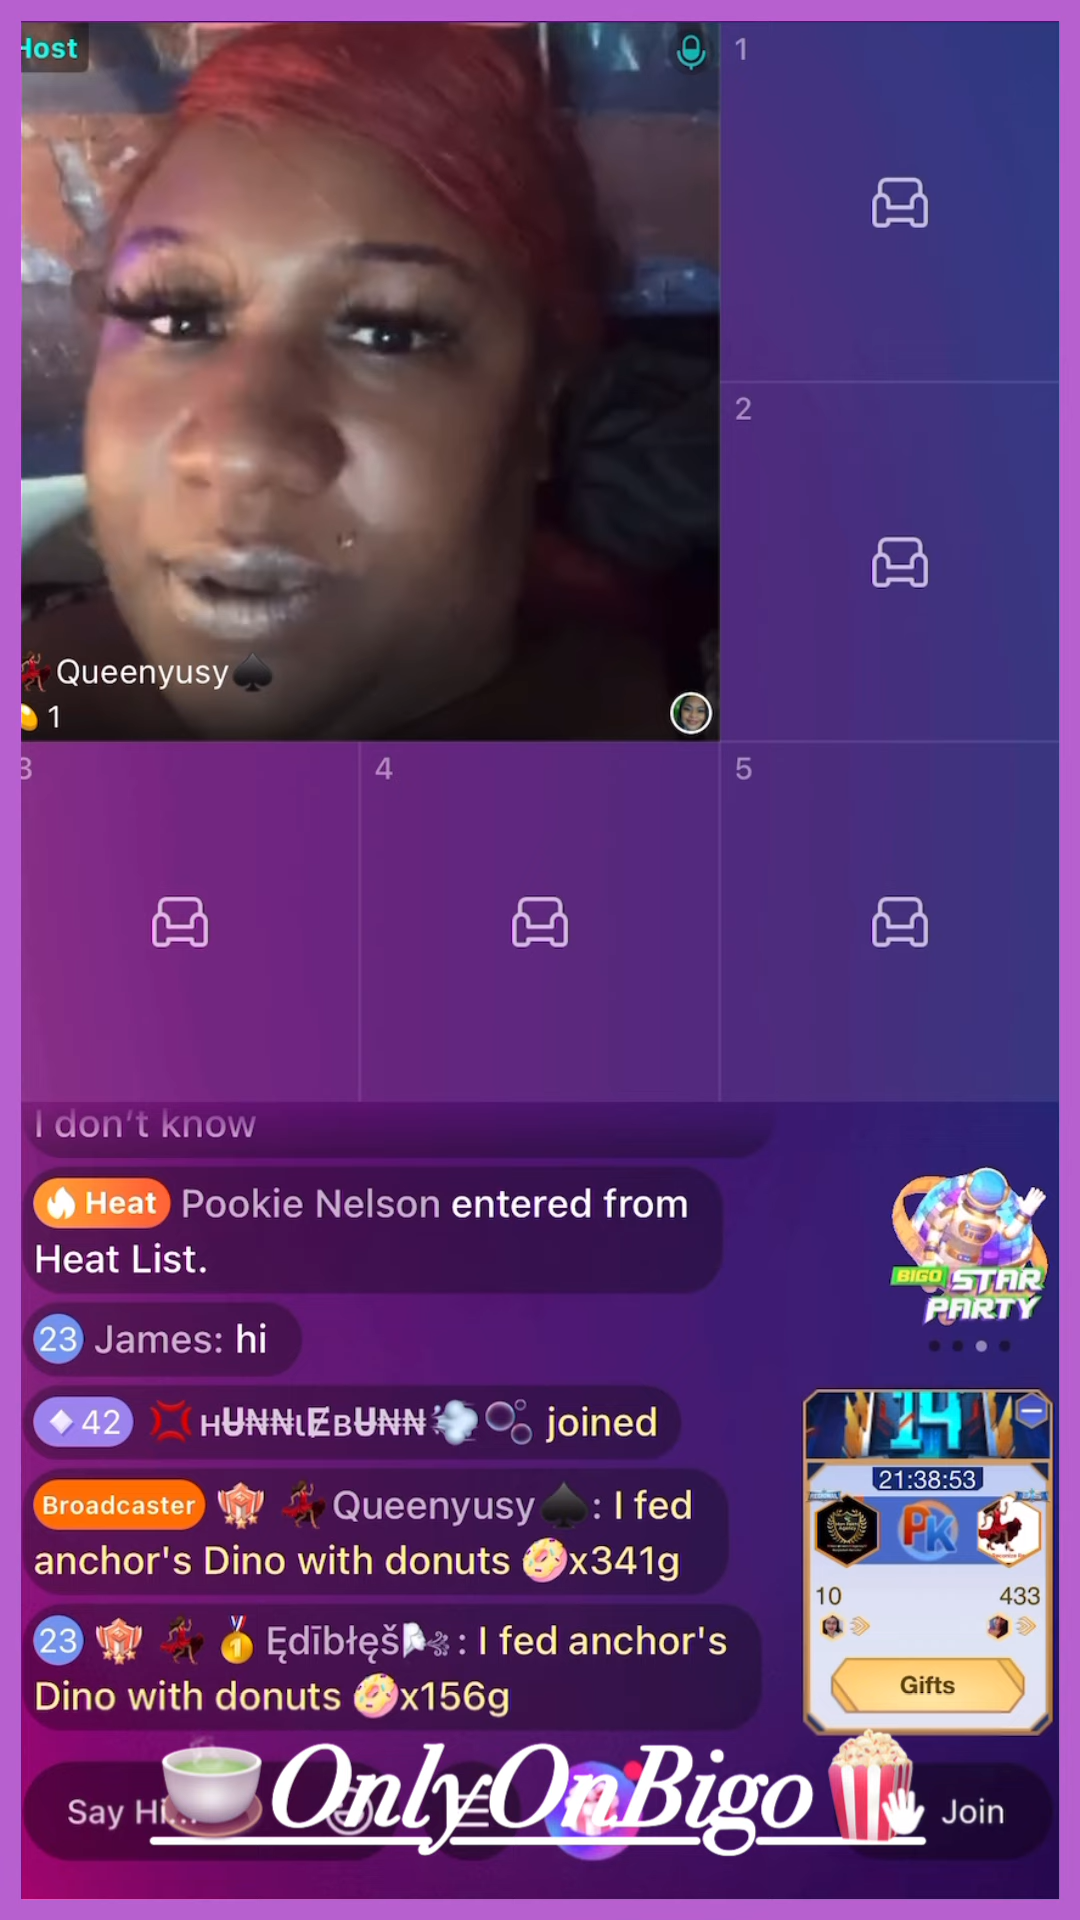 Host
1
2
💃Queenyusy♠️
1
3
4
5
I don't know
Heat Pookie Nelson entered from
Heat List.
BIGO STAR
PARTY
23 James: hi
42 💢 joined
14
21:38:53
Broadcaster 💃Queenyusy♠️: I fed
anchor's Dino with donuts 🍩x341g
PK
10
433
23 💃🏅Ędībłęš🌬️: I fed anchor's
Dino with donuts 🍩x156g
Gifts
🍵OnlyOnBigo🍿
Say Hi...
Join